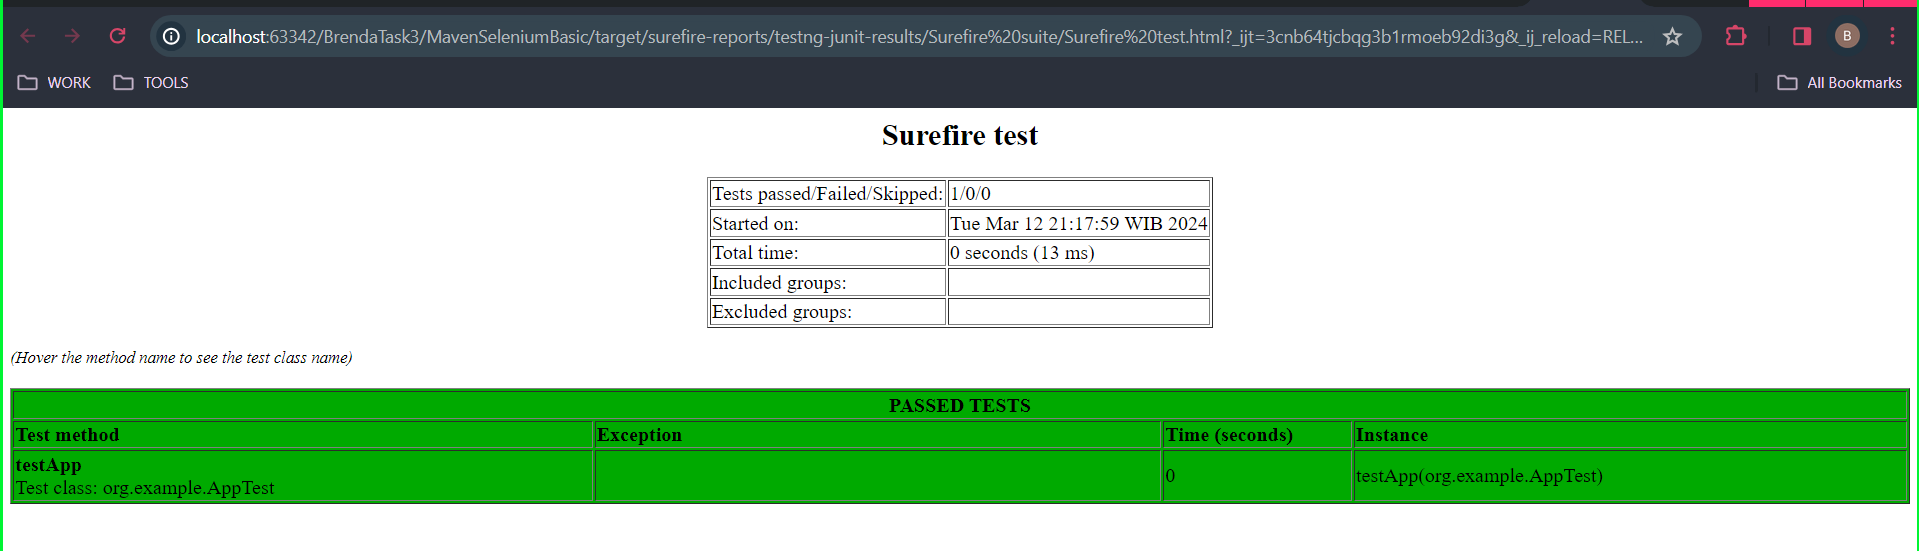 localhost:63342/BrendaTask3/MavenSeleniumBasic/target/surefire-reports/testng-junit-results/Surefire%20suite/Surefire%20test.html?_ijt=3cnb64tjcbqg3b1rmoeb92di3g&_ij_reload=REL...
B
WORK
TOOLS
All Bookmarks
Surefire test
Tests passed/Failed/Skipped: 1/0/0
Started on: Tue Mar 12 21:17:59 WIB 2024
Total time: 0 seconds (13 ms)
Included groups:
Excluded groups:
(Hover the method name to see the test class name)
PASSED TESTS
Test method Exception Time (seconds) Instance
testApp
Test class: org.example.AppTest 0 testApp(org.example.AppTest)